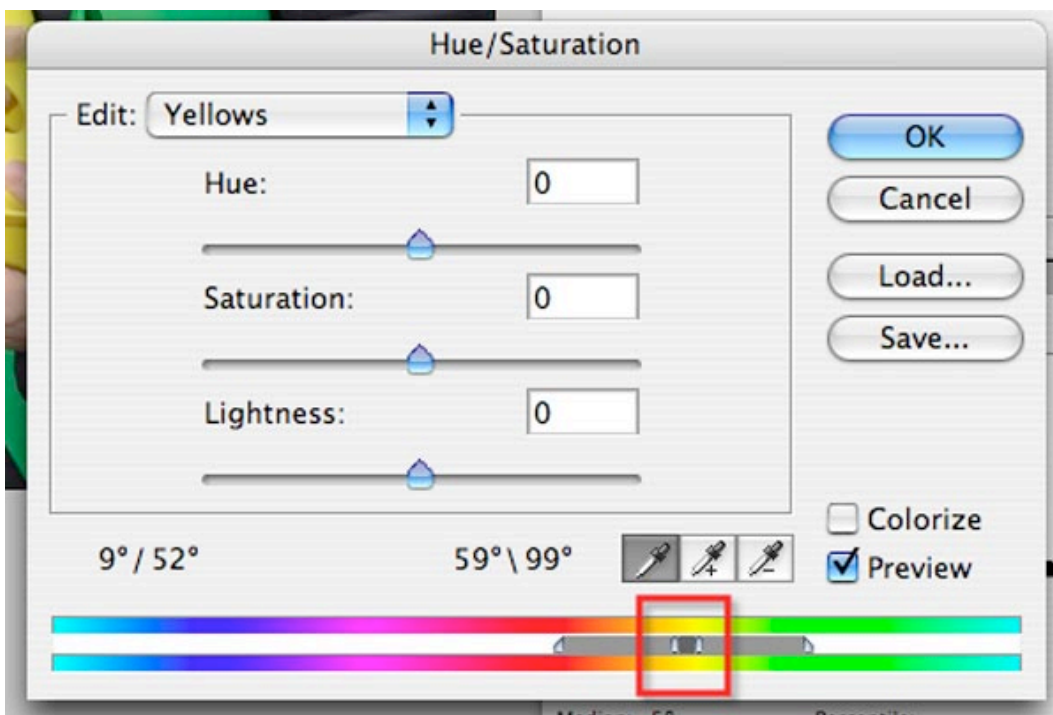 Hue/Saturation
Edit: Yellows
OK
Hue: 0
Cancel
Load...
Saturation: 0
Save...
Lightness: 0
Colorize
9°/ 52° 59°\ 99°
Preview